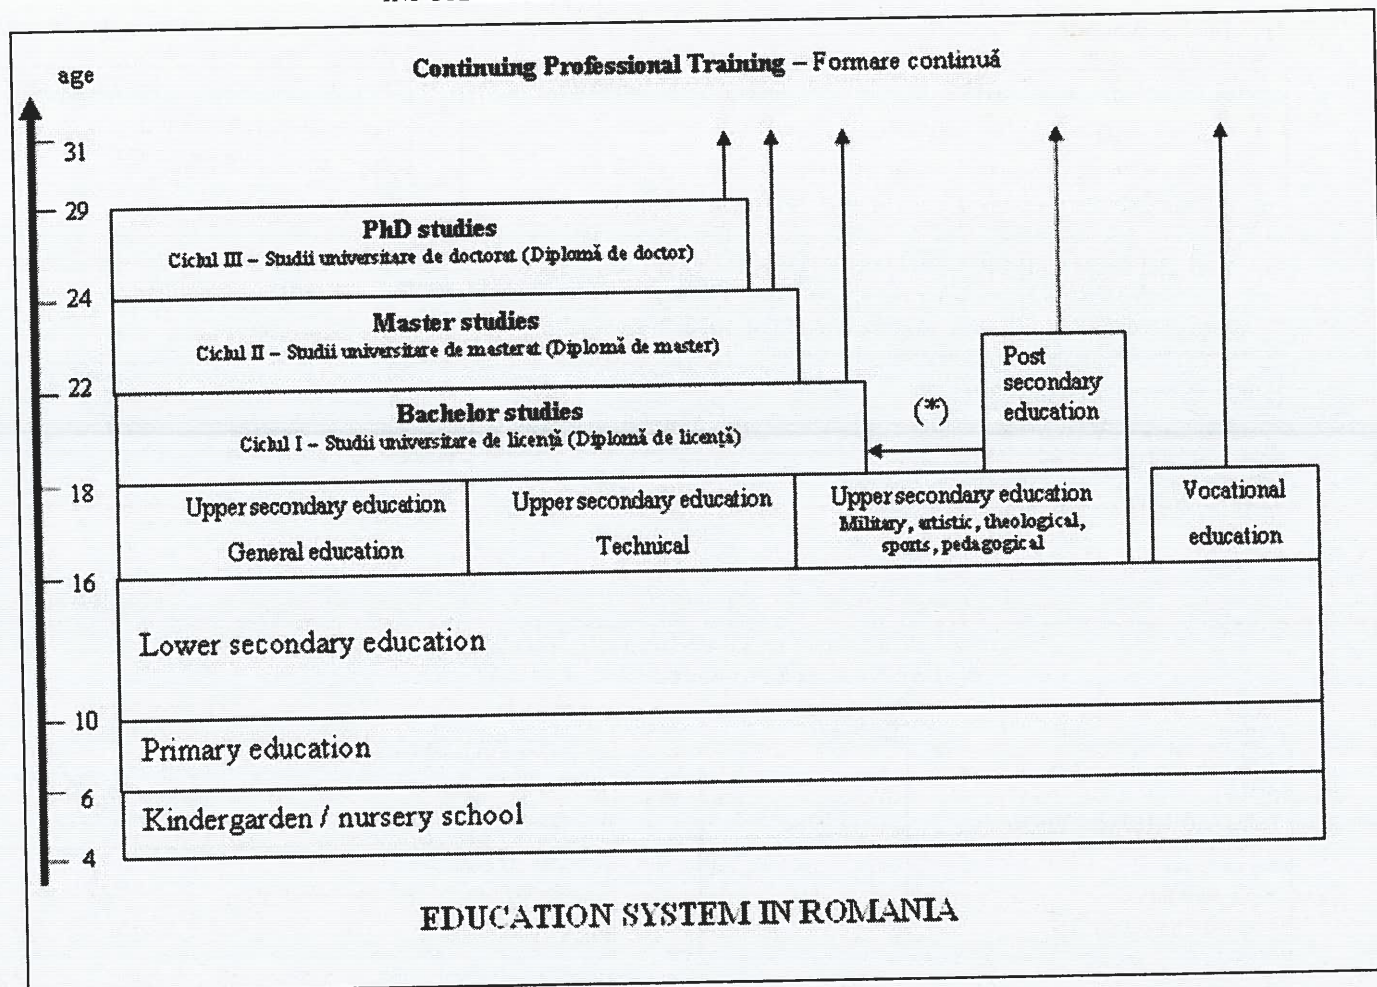 age
Continuing Professional Training – Formare continuă
31
29
PhD studies
Ciclul III – Studii universitare de doctorat (Diplomă de doctor)
24
Master studies
Ciclul II – Studii universitare de masterat (Diplomă de master)
22
Bachelor studies
Ciclul I – Studii universitare de licență (Diplomă de licență)
(*)
Post
secondary
education
18
Upper secondary education
General education
Upper secondary education
Technical
Upper secondary education
Military, artistic, theological,
sports, pedagogical
Vocational
education
16
Lower secondary education
10
Primary education
6
Kindergarden / nursery school
4
EDUCATION SYSTEM IN ROMANIA